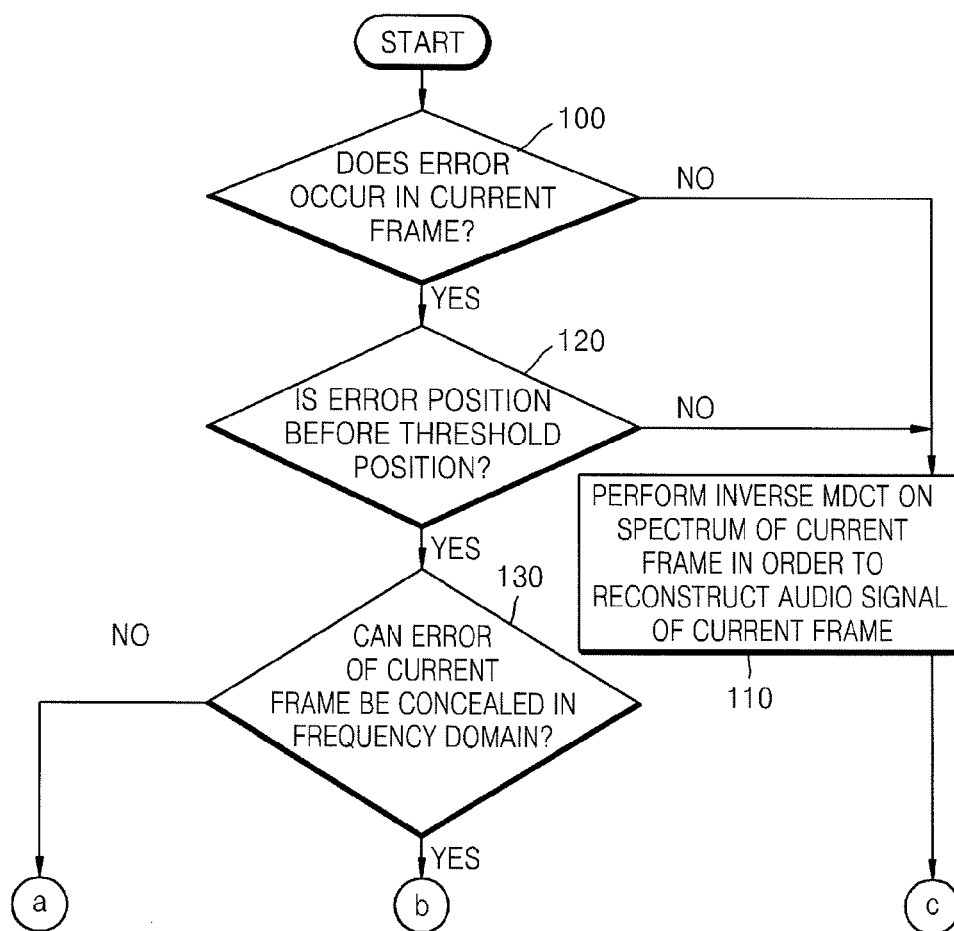 START
100
DOES ERROR
OCCUR IN CURRENT
FRAME?
NO
YES
120
IS ERROR POSITION
BEFORE THRESHOLD
POSITION?
NO
YES
PERFORM INVERSE MDCT ON
SPECTRUM OF CURRENT
FRAME IN ORDER TO
RECONSTRUCT AUDIO SIGNAL
OF CURRENT FRAME
110
130
CAN ERROR
OF CURRENT
FRAME BE CONCEALED IN
FREQUENCY DOMAIN?
NO
YES
a
b
c